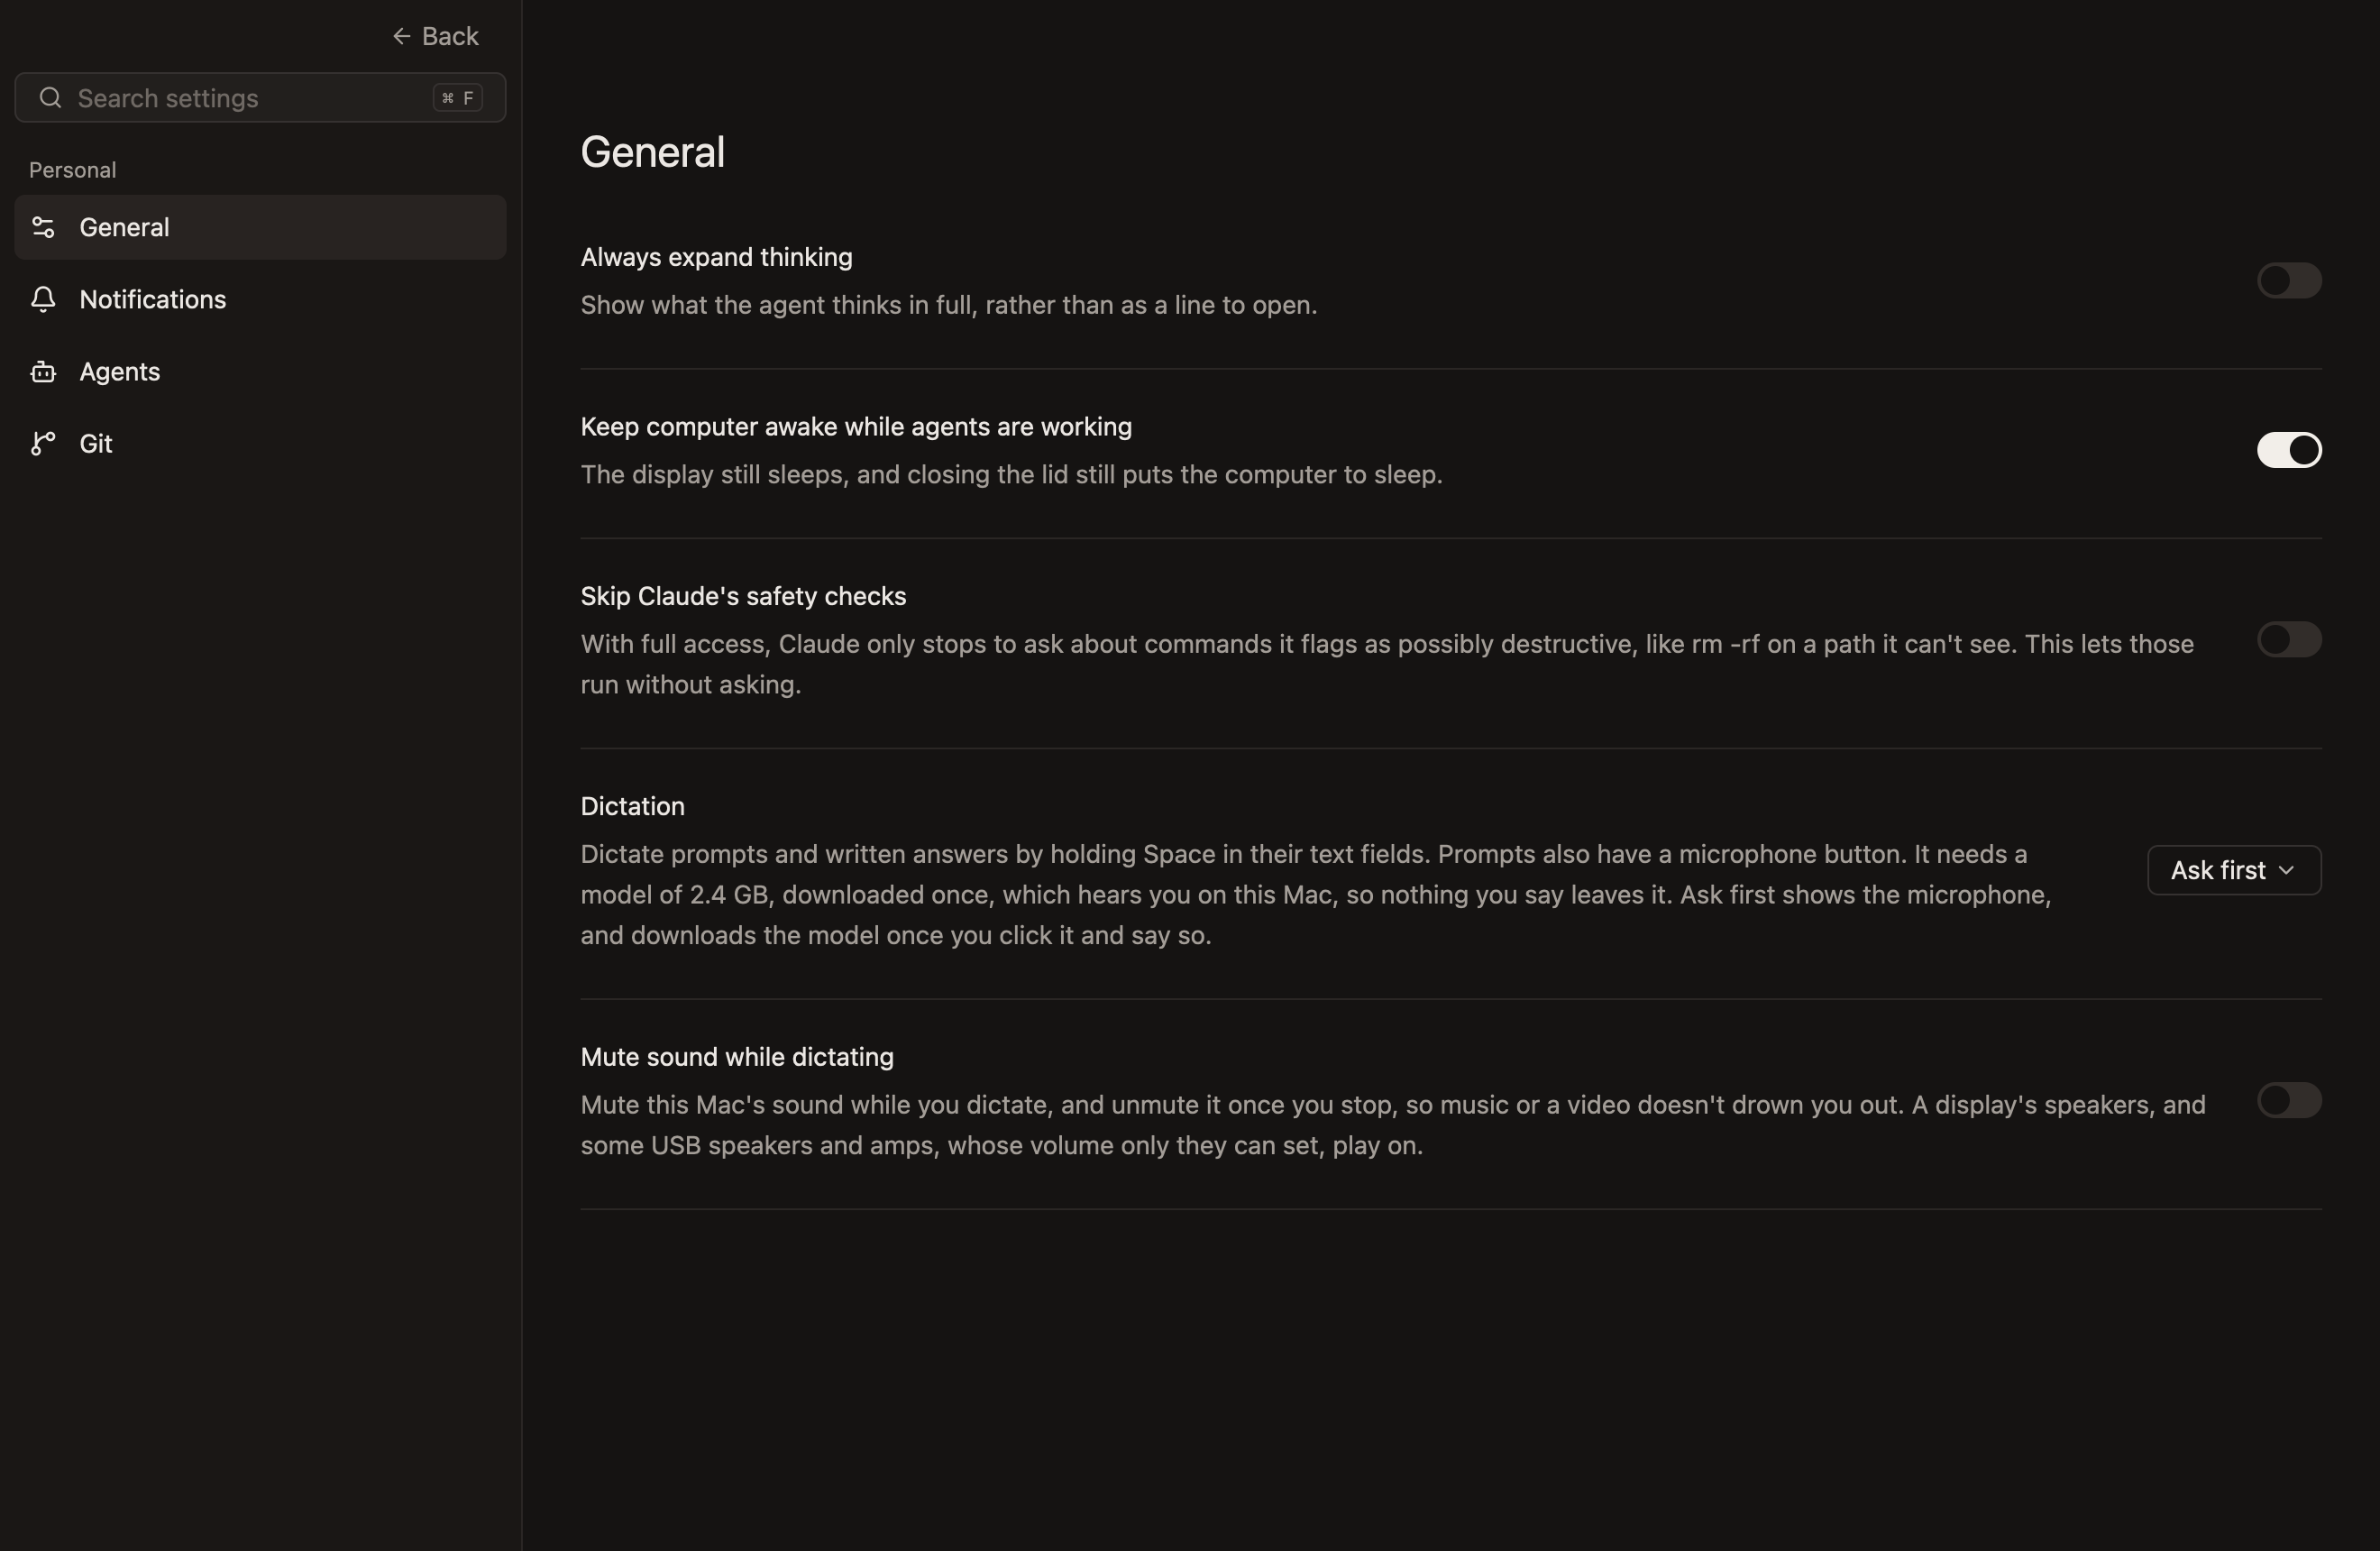 ← Back
Search settings
⌘ F
Personal
General
Notifications
Agents
Git
General
Always expand thinking
Show what the agent thinks in full, rather than as a line to open.
Keep computer awake while agents are working
The display still sleeps, and closing the lid still puts the computer to sleep.
Skip Claude's safety checks
With full access, Claude only stops to ask about commands it flags as possibly destructive, like rm -rf on a path it can't see. This lets those
run without asking.
Dictation
Dictate prompts and written answers by holding Space in their text fields. Prompts also have a microphone button. It needs a
model of 2.4 GB, downloaded once, which hears you on this Mac, so nothing you say leaves it. Ask first shows the microphone,
and downloads the model once you click it and say so.
Ask first
Mute sound while dictating
Mute this Mac's sound while you dictate, and unmute it once you stop, so music or a video doesn't drown you out. A display's speakers, and
some USB speakers and amps, whose volume only they can set, play on.